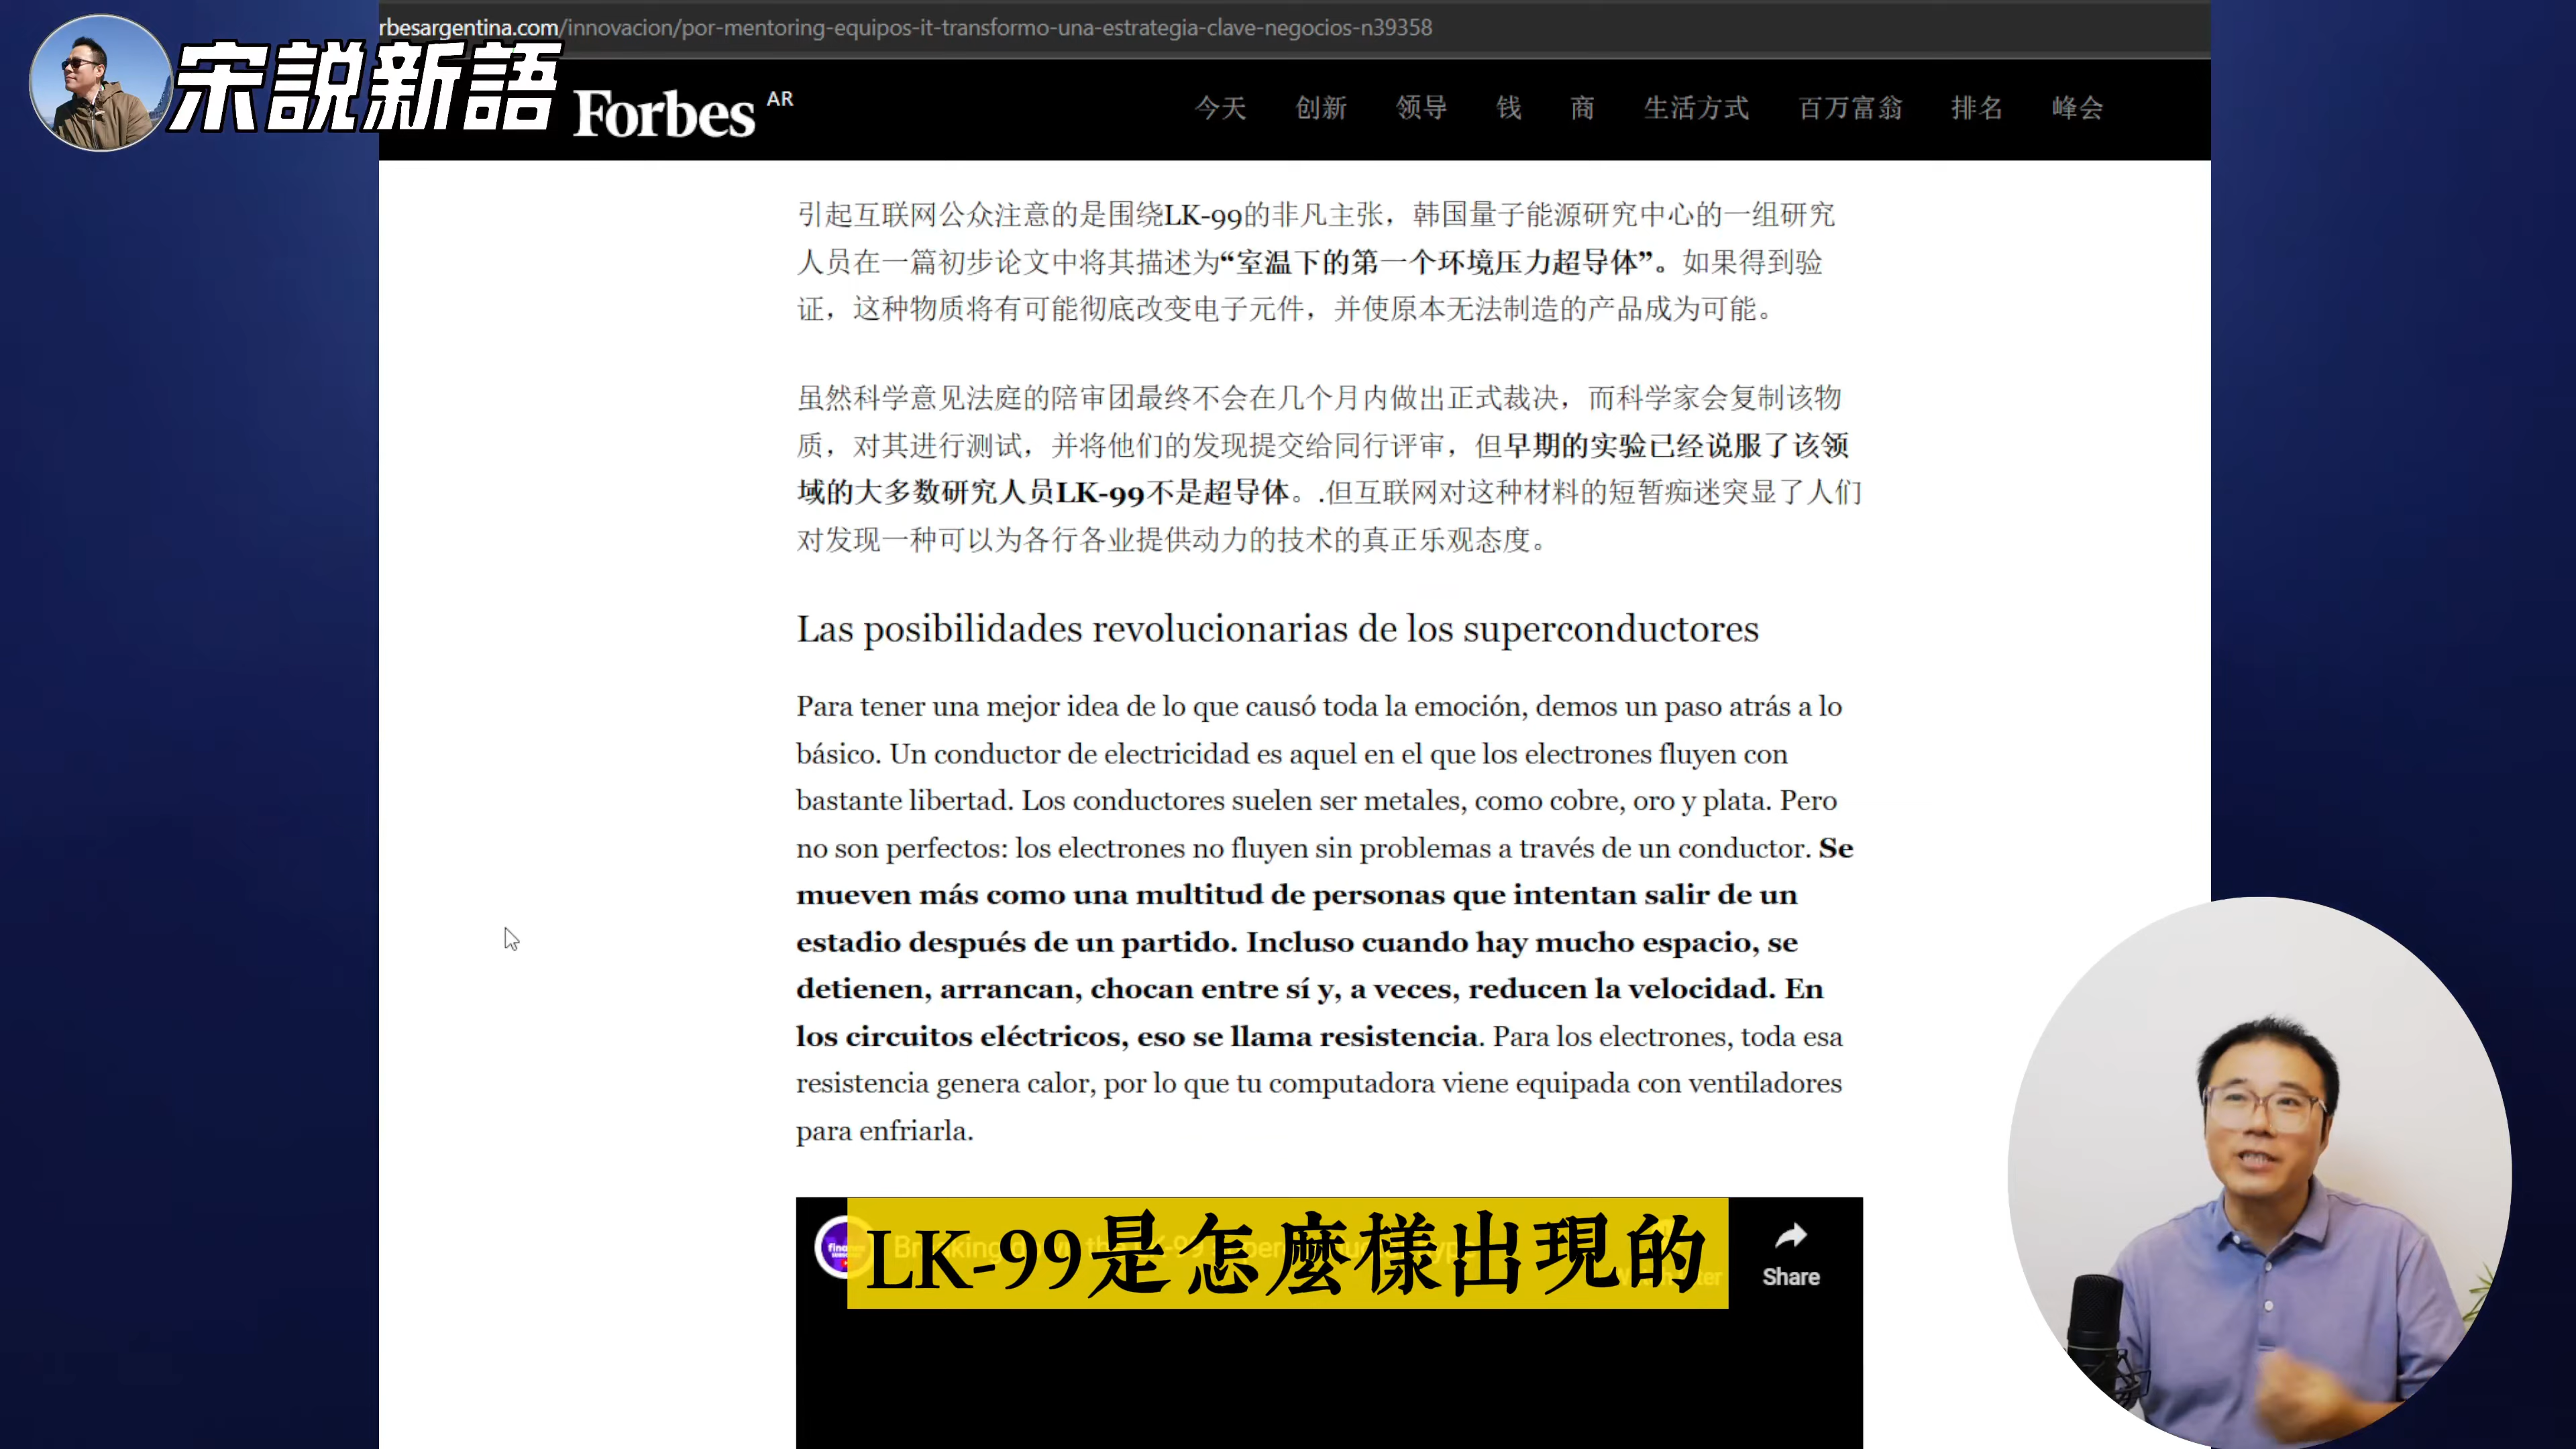 rbesargentina.com/innovacion/por-mentoring-equipos-it-transformo-una-estrategia-clave-negocios-n39358
宋説新語
Forbes AR
今天 创新 领导 钱 商 生活方式 百万富翁 排名 峰会
引起互联网公众注意的是围绕LK-99的非凡主张，韩国量子能源研究中心的一组研究
人员在一篇初步论文中将其描述为“室温下的第一个环境压力超导体”。如果得到验
证，这种物质将有可能彻底改变电子元件，并使原本无法制造的产品成为可能。
虽然科学意见法庭的陪审团最终不会在几个月内做出正式裁决，而科学家会复制该物
质，对其进行测试，并将他们的发现提交给同行评审，但早期的实验已经说服了该领
域的大多数研究人员LK-99不是超导体。.但互联网对这种材料的短暂痴迷突显了人们
对发现一种可以为各行各业提供动力的技术的真正乐观态度。
Las posibilidades revolucionarias de los superconductores
Para tener una mejor idea de lo que causó toda la emoción, demos un paso atrás a lo
básico. Un conductor de electricidad es aquel en el que los electrones fluyen con
bastante libertad. Los conductores suelen ser metales, como cobre, oro y plata. Pero
no son perfectos: los electrones no fluyen sin problemas a través de un conductor. Se
mueven más como una multitud de personas que intentan salir de un
estadio después de un partido. Incluso cuando hay mucho espacio, se
detienen, arrancan, chocan entre sí y, a veces, reducen la velocidad. En
los circuitos eléctricos, eso se llama resistencia. Para los electrones, toda esa
resistencia genera calor, por lo que tu computadora viene equipada con ventiladores
para enfriarla.
LK-99是怎麼樣出現的
Share